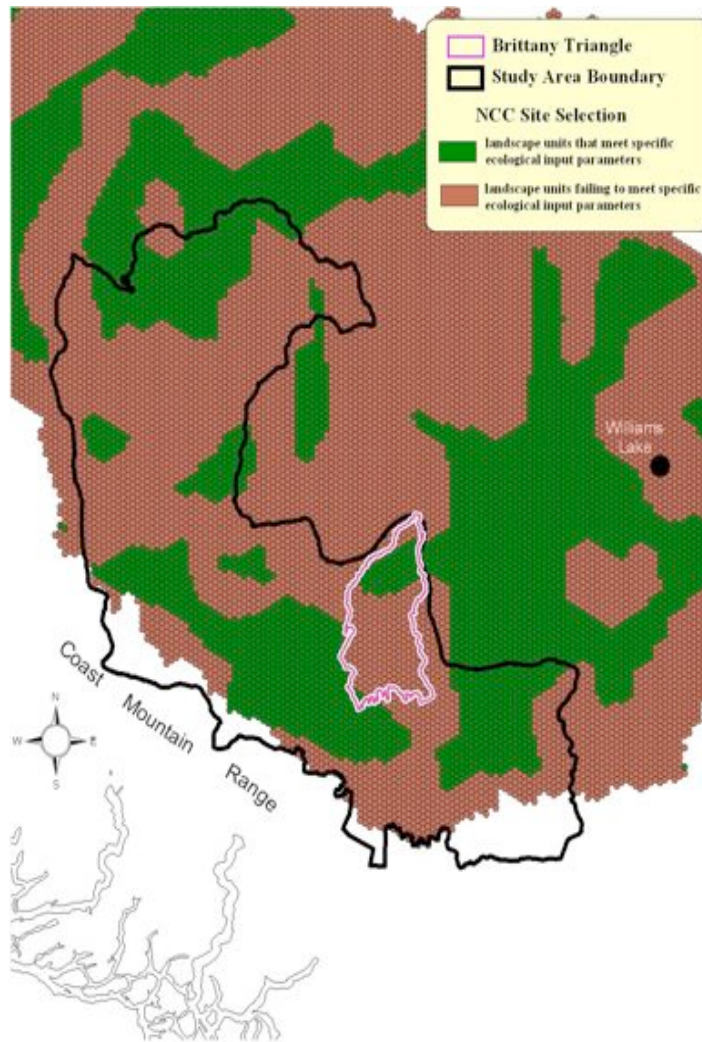 Brittany Triangle
Study Area Boundary
NCC Site Selection
landscape units that meet specific
ecological input parameters
landscape units failing to meet specific
ecological input parameters
Williams
Lake
Coast Mountain Range
N
W E
S